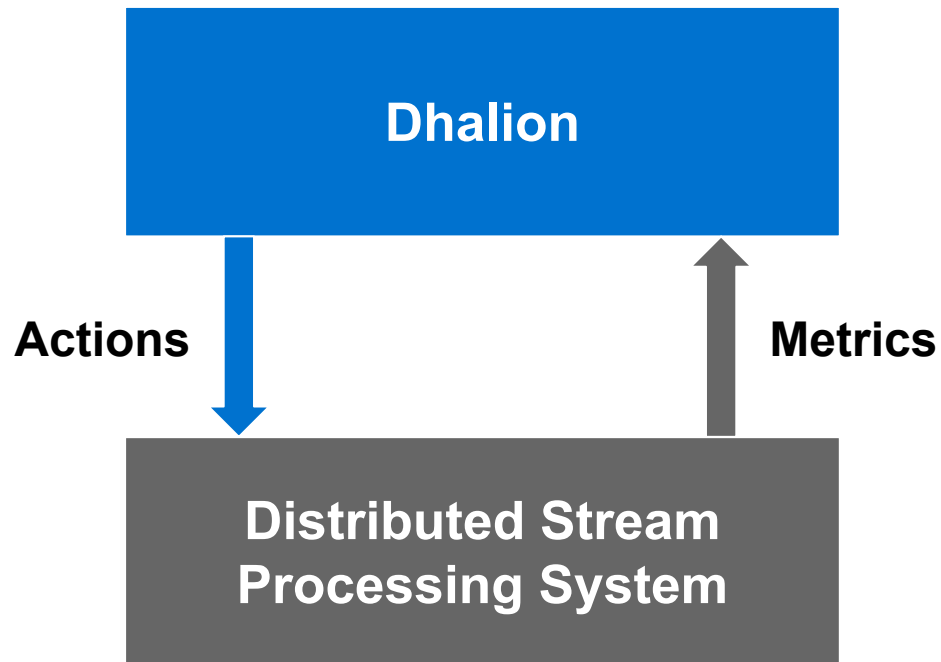 Dhalion
Actions
Metrics
Distributed Stream
Processing System